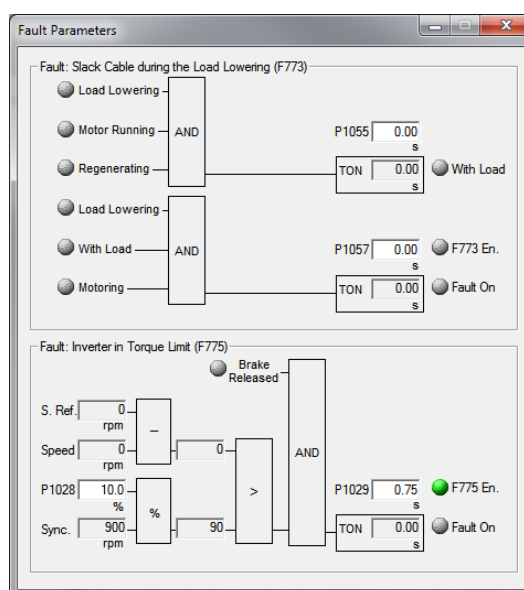 Fault Parameters
Fault: Slack Cable during the Load Lowering (F773)
Load Lowering
Motor Running
AND
P1055 0.00
s
Regenerating
TON 0.00
s
With Load
Load Lowering
With Load
AND
P1057 0.00
s
F773 En.
Motoring
TON 0.00
s
Fault On
Fault: Inverter in Torque Limit (F775)
Brake
Released
S. Ref. 0
rpm
–
Speed 0
rpm
0
AND
P1028 10.0
%
%
>
P1029 0.75
s
F775 En.
Sync. 900
rpm
90
TON 0.00
s
Fault On